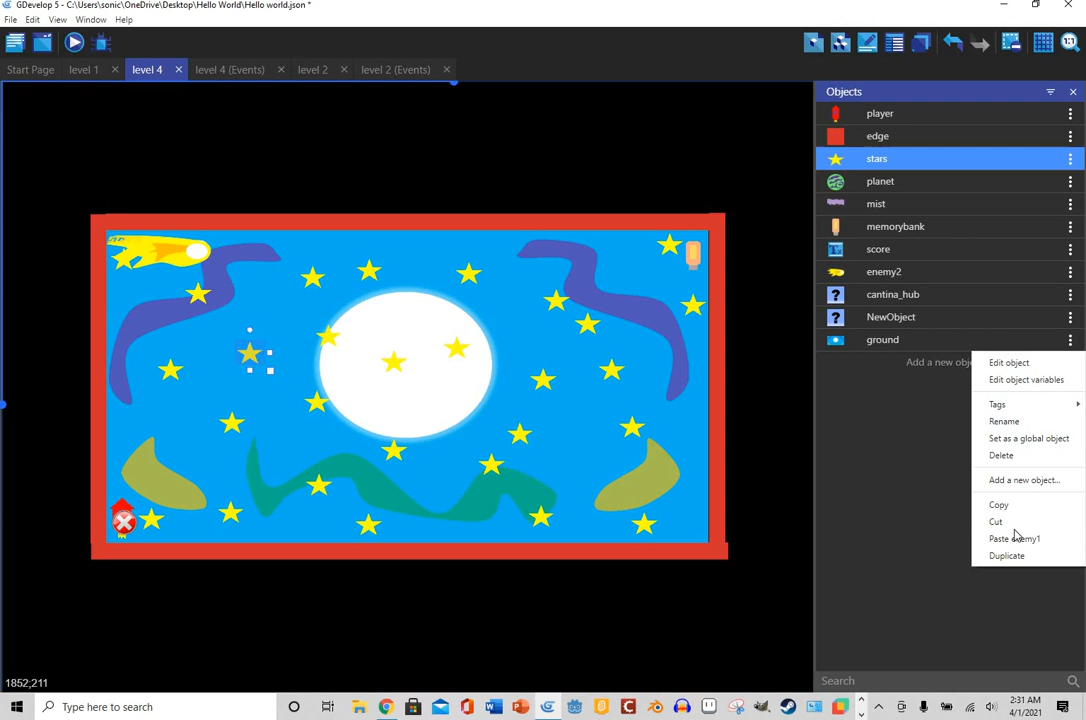 GDevelop 5 - C:\Users\sonic\OneDrive\Desktop\Hello World\Hello world.json *
File Edit View Window Help
1:1
Start Page level 1 level 4 level 4 (Events) level 2 level 2 (Events)
Objects
player
edge
stars
planet
mist
memorybank
score
enemy2
cantina_hub
NewObject
ground
Add a new
Edit object
Edit object variables
Tags
Rename
Set as a global object
Delete
Add a new object...
Copy
Cut
Paste enemy1
Duplicate
1852;211
Search
Type here to search
2:31 AM
4/1/2021